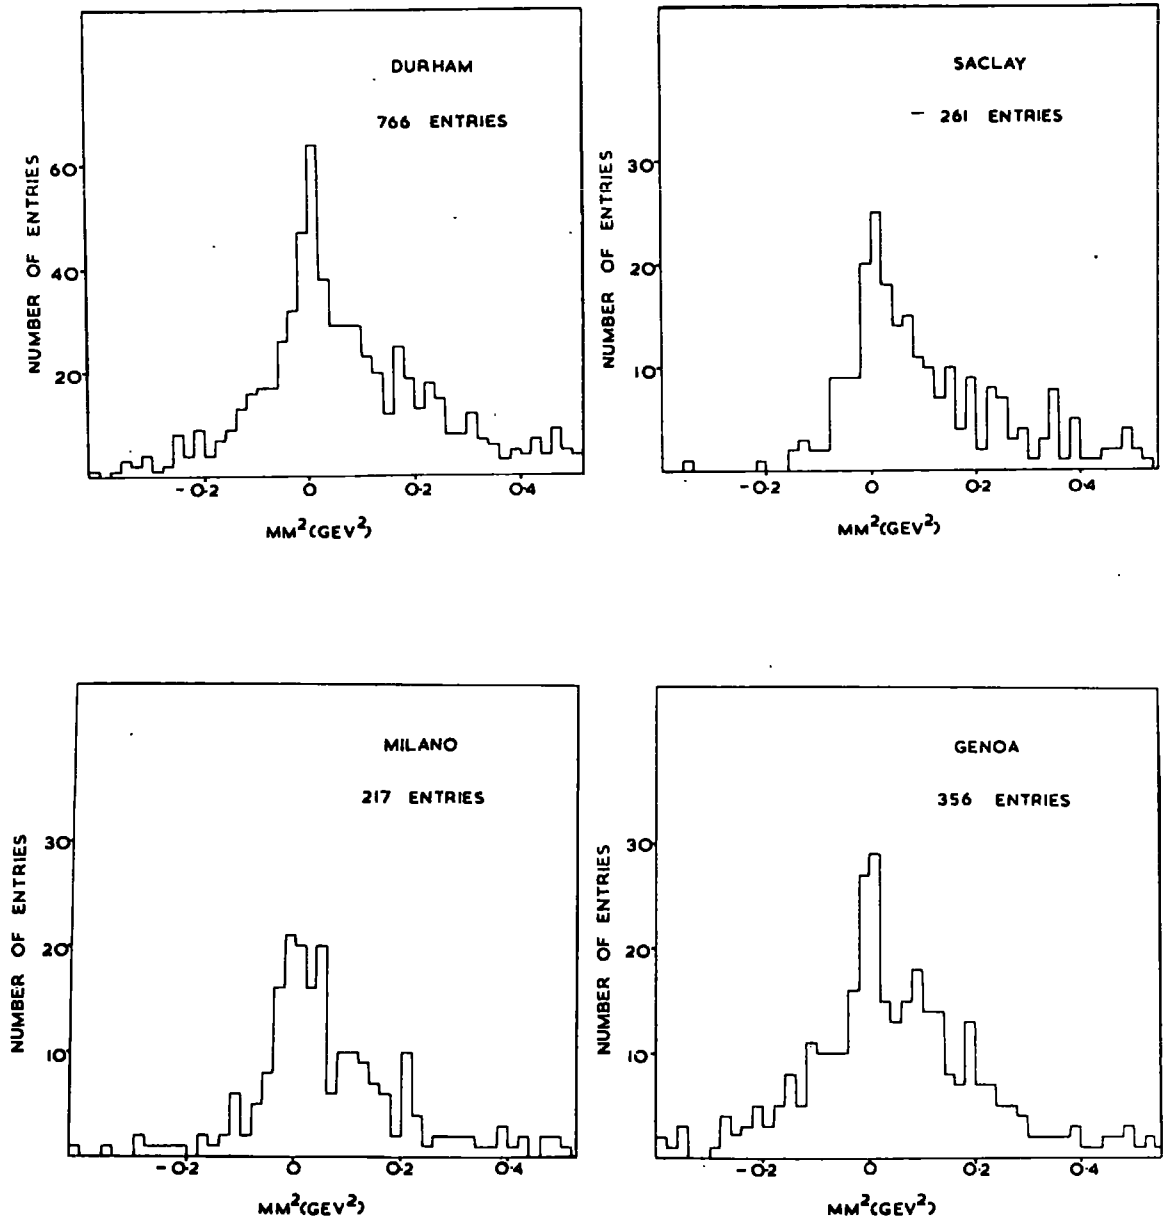 DURHAM
766 ENTRIES
NUMBER OF ENTRIES
60
40
20
-0.2 0 0.2 0.4
MM²(GEV²)
SACLAY
– 261 ENTRIES
NUMBER OF ENTRIES
30
20
10
-0.2 0 0.2 0.4
MM²(GEV²)
MILANO
217 ENTRIES
NUMBER OF ENTRIES
30
20
10
-0.2 0 0.2 0.4
MM²(GEV²)
GENOA
356 ENTRIES
NUMBER OF ENTRIES
30
20
10
-0.2 0 0.2 0.4
MM²(GEV²)